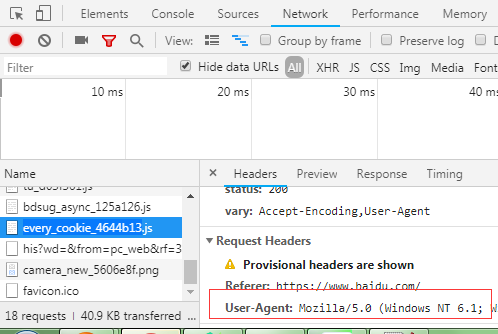 Elements Console Sources Network Performance Memory
View: Group by frame Preserve log
Filter Hide data URLs All XHR JS CSS Img Media Font
10 ms 20 ms 30 ms 40 ms
Name
Headers Preview Response Timing
status: 200
bdsug_async_125a126.js
vary: Accept-Encoding,User-Agent
every_cookie_4644b13.js
Request Headers
his?wd=&from=pc_web&rf=3
Provisional headers are shown
camera_new_5606e8f.png
Referer: https://www.baidu.com/
favicon.ico
User-Agent: Mozilla/5.0 (Windows NT 6.1;
18 requests 40.9 KB transferred ...